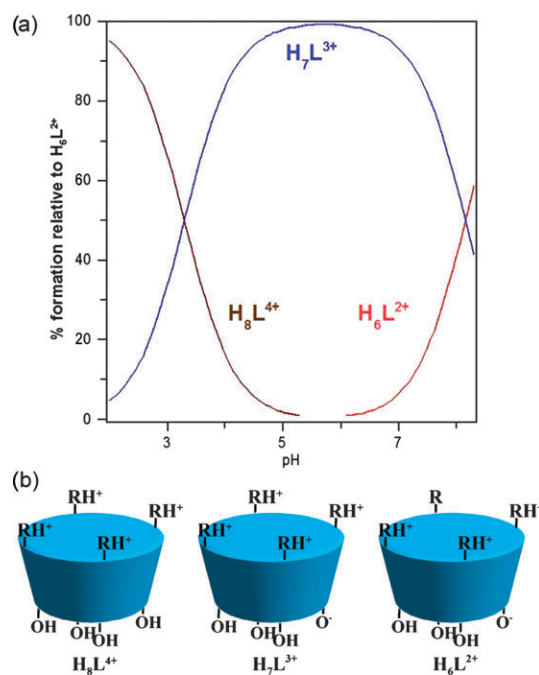 (a)
100
80
60
40
20
0
% formation relative to H₆L²⁺
H₇L³⁺
H₈L⁴⁺
H₆L²⁺
3 5 7
pH
(b)
RH⁺ RH⁺ RH⁺ RH⁺
OH OH OH OH
H₈L⁴⁺
RH⁺ RH⁺ RH⁺ RH⁺
OH OH OH O⁻
H₇L³⁺
R RH⁺ RH⁺ RH⁺
OH OH OH O⁻
H₆L²⁺